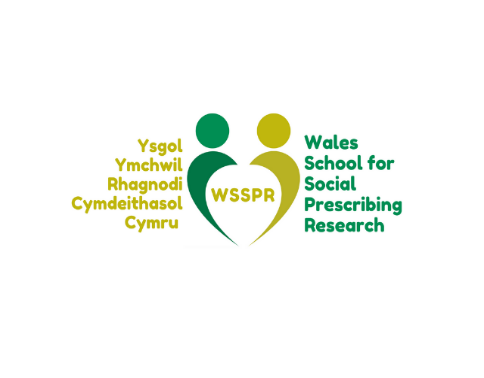 Ysgol
Ymchwil
Rhagnodi
Cymdeithasol
Cymru
WSSPR
Wales
School for
Social
Prescribing
Research